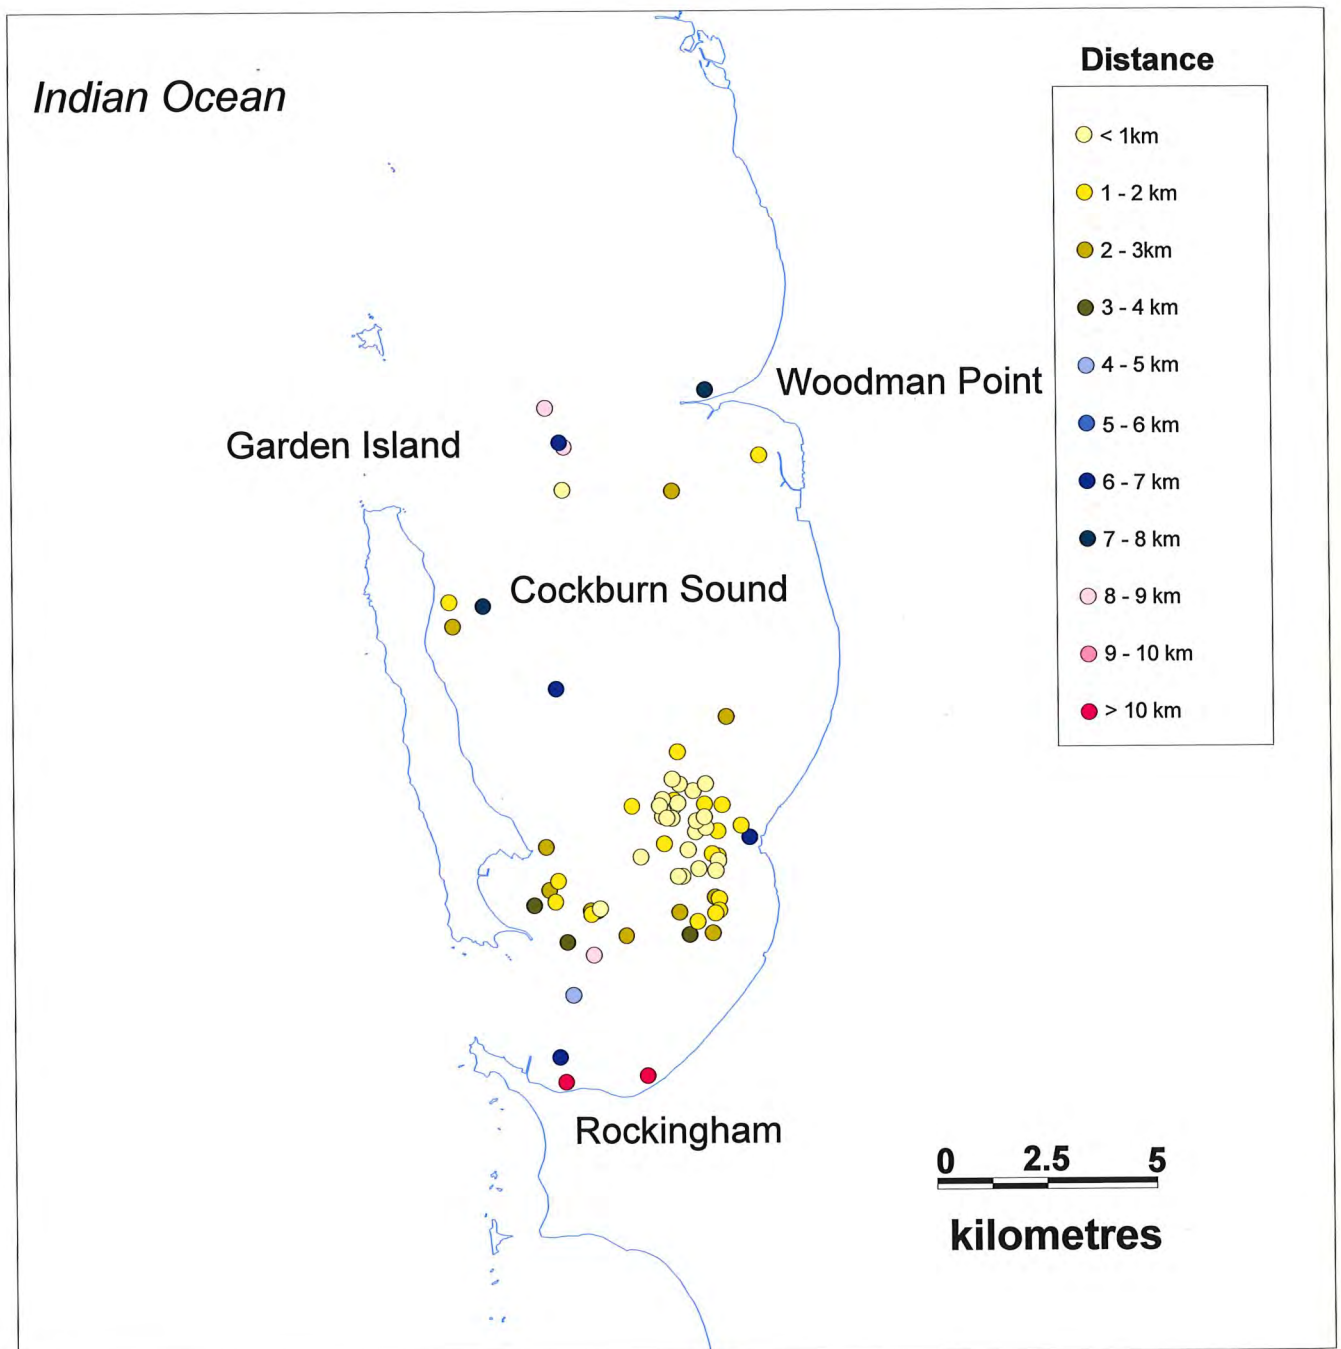 Distance
Indian Ocean
< 1km
1 - 2 km
2 - 3km
3 - 4 km
4 - 5 km
5 - 6 km
6 - 7 km
7 - 8 km
8 - 9 km
9 - 10 km
> 10 km
Woodman Point
Garden Island
Cockburn Sound
Rockingham
0 2.5 5
kilometres